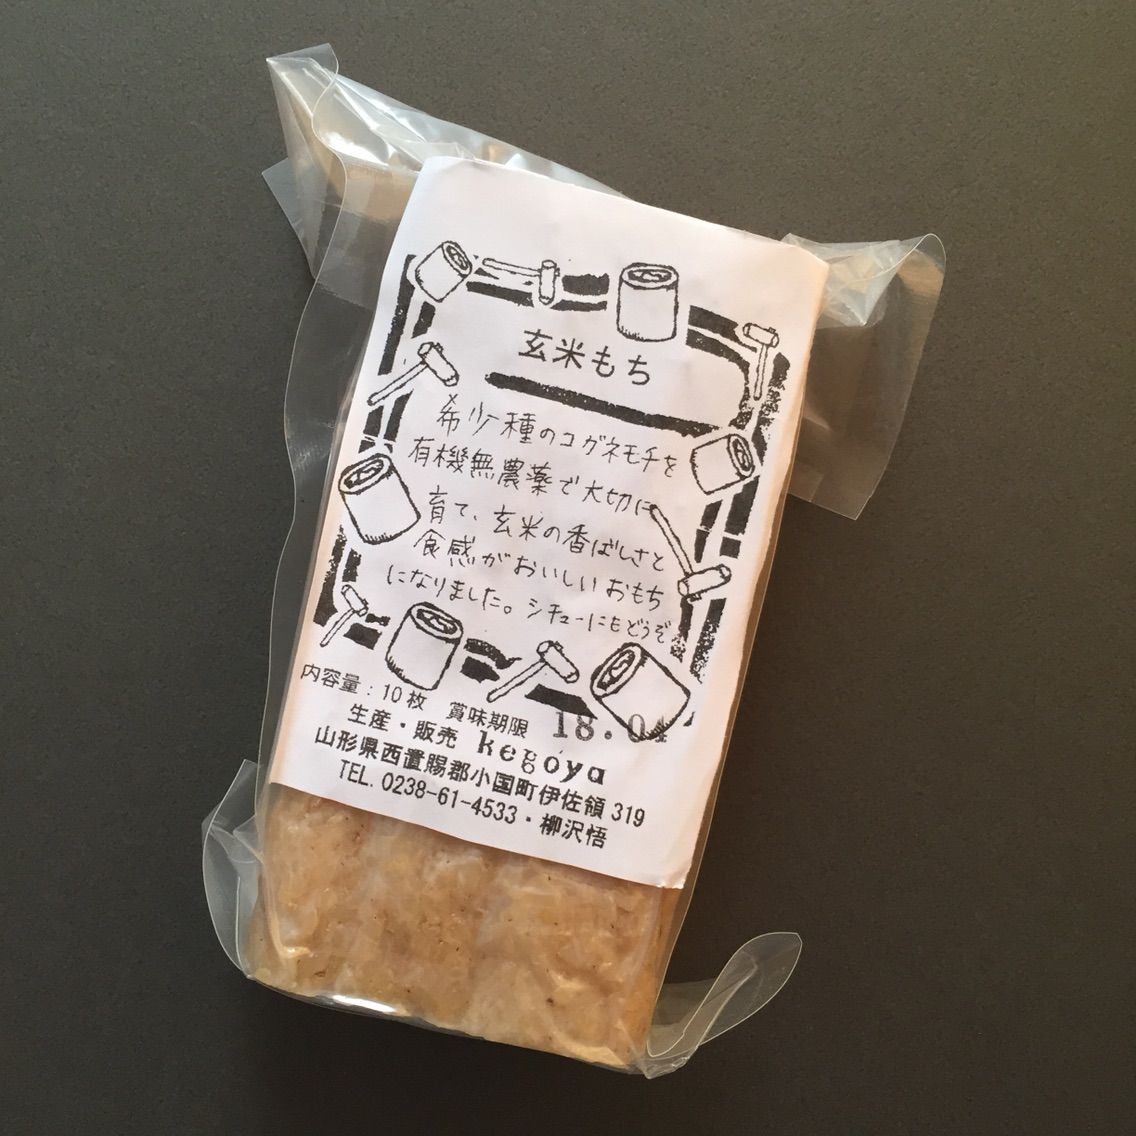 玄米もち
希少種のコガネモチを
有機無農薬で大切に
育て、玄米の香ばしさと
食感がおいしいおもち
になりました。シチューにもどうぞ
内容量：10枚 賞味期限 18.04
生産・販売 kegoya
山形県西置賜郡小国町伊佐領 319
TEL. 0238-61-4533・柳沢悟